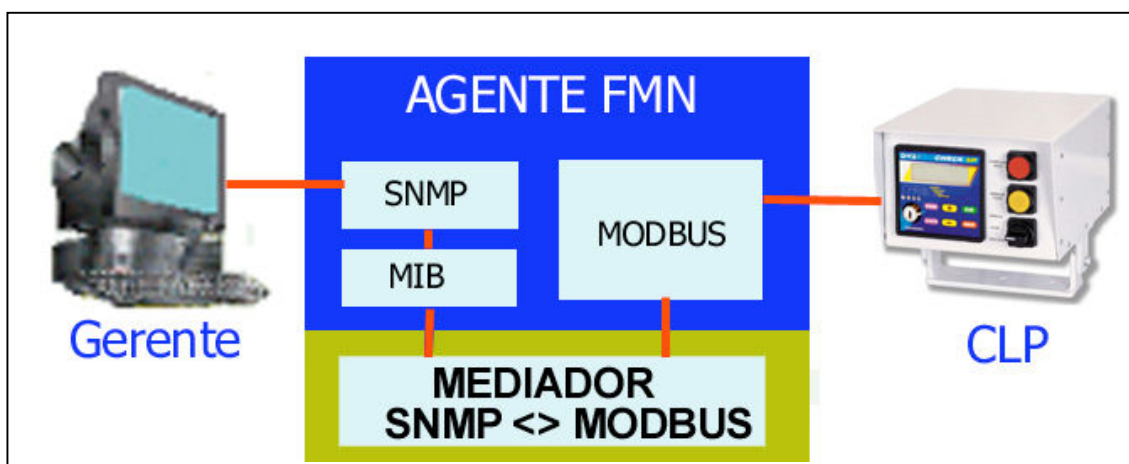 AGENTE FMN
SNMP
MIB
MODBUS
Gerente
CLP
MEDIADOR
SNMP <> MODBUS